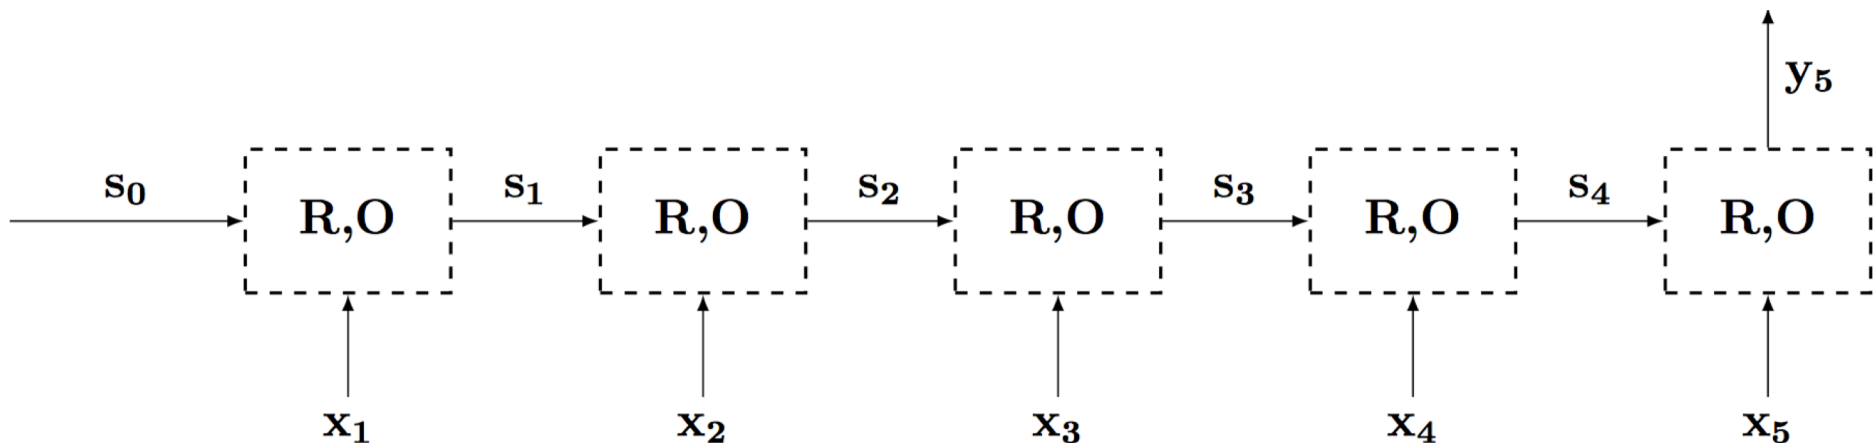 y₅
s₀ R,O s₁ R,O s₂ R,O s₃ R,O s₄ R,O
x₁ x₂ x₃ x₄ x₅